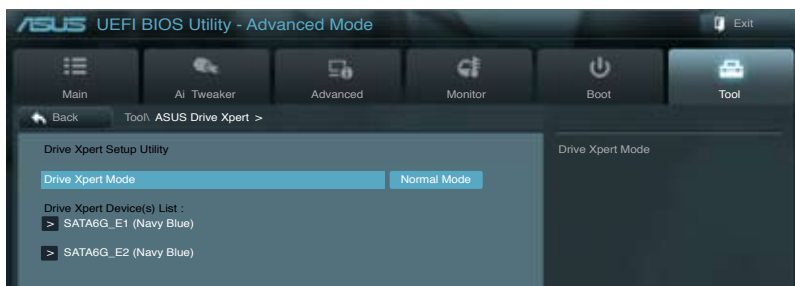 ASUS UEFI BIOS Utility - Advanced Mode
Exit
Main
Ai Tweaker
Advanced
Monitor
Boot
Tool
Back
Tool\ ASUS Drive Xpert >
Drive Xpert Setup Utility
Drive Xpert Mode
Drive Xpert Mode Normal Mode
Drive Xpert Device(s) List :
> SATA6G_E1 (Navy Blue)
> SATA6G_E2 (Navy Blue)